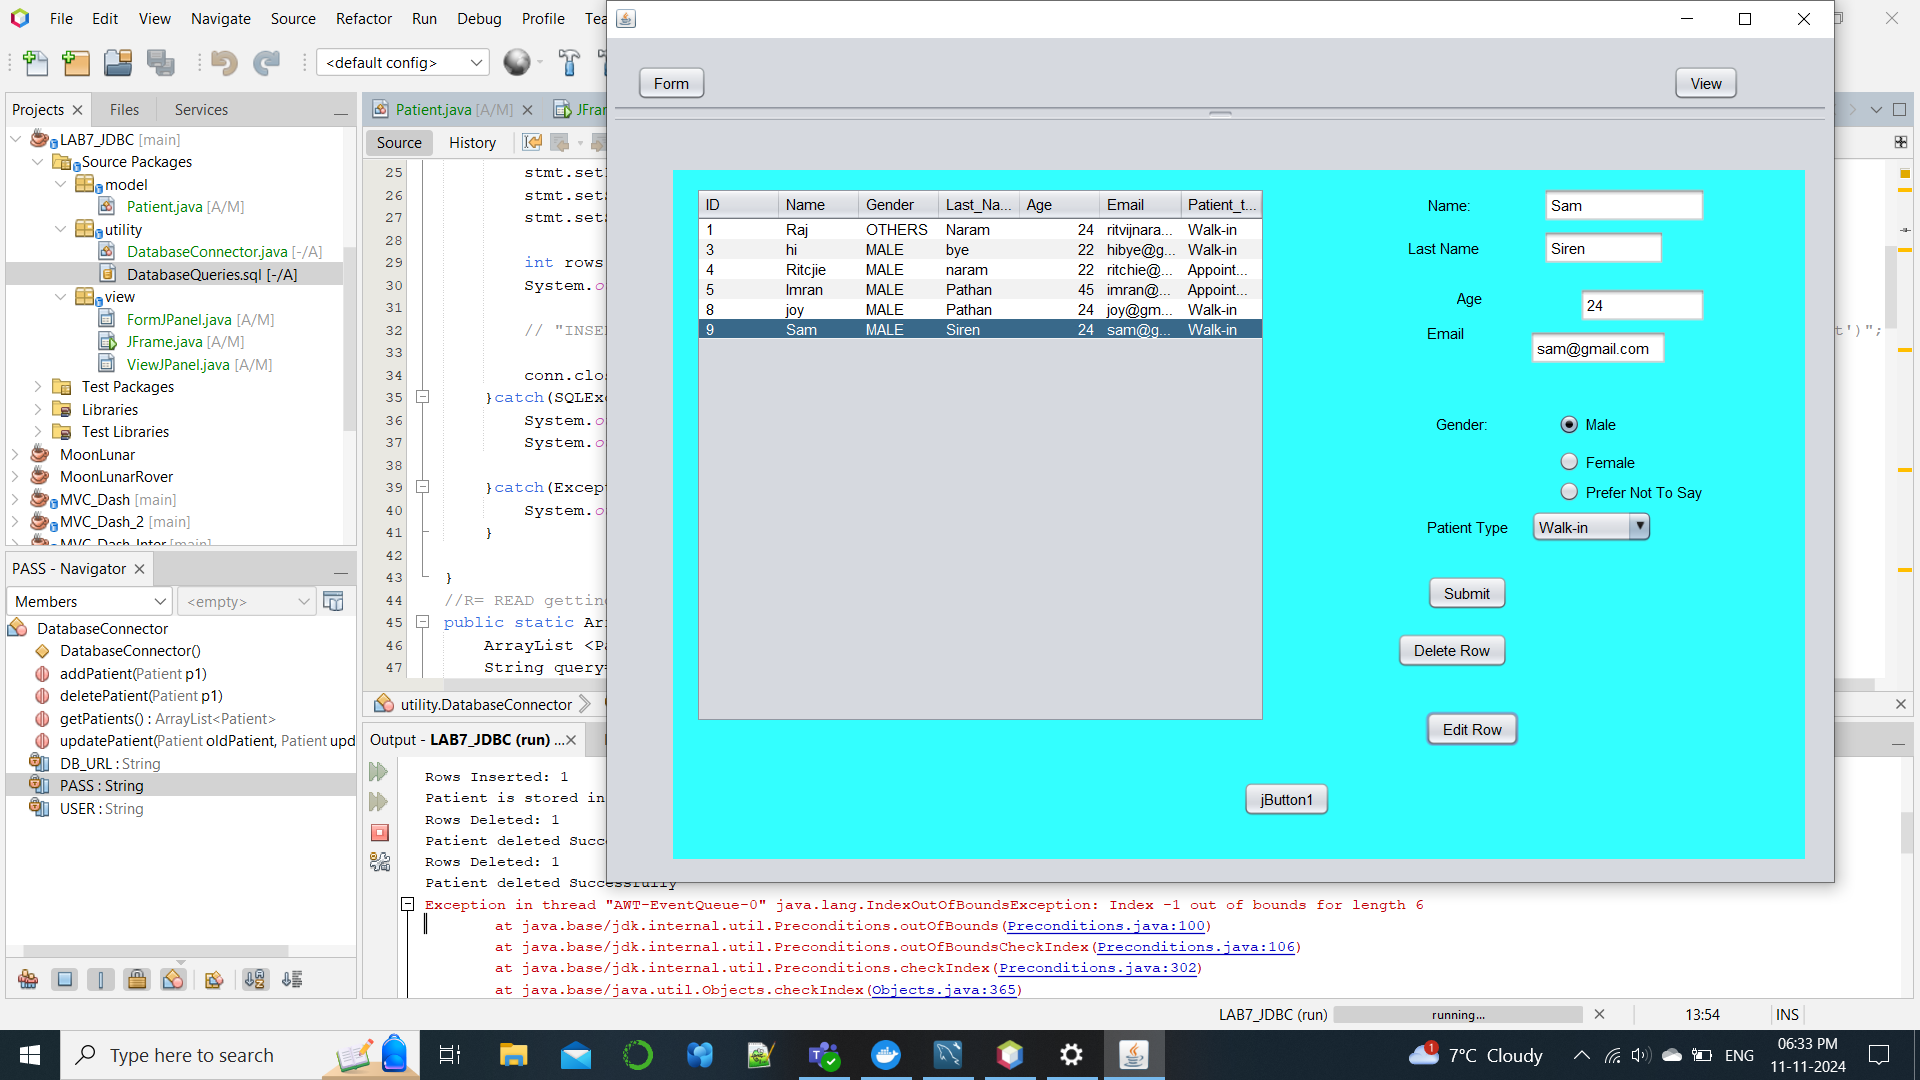 File Edit View Navigate Source Refactor Run Debug Profile Tea
<default config>
Projects Files Services
LAB7_JDBC [main]
Source Packages
model
Patient.java [A/M]
utility
DatabaseConnector.java [-/A]
DatabaseQueries.sql [-/A]
view
FormJPanel.java [A/M]
JFrame.java [A/M]
ViewJPanel.java [A/M]
Test Packages
Libraries
Test Libraries
MoonLunar
MoonLunarRover
MVC_Dash [main]
MVC_Dash_2 [main]
MVC_Dash_Inter [main]
PASS - Navigator
Members <empty>
DatabaseConnector
DatabaseConnector()
addPatient(Patient p1)
deletePatient(Patient p1)
getPatients() : ArrayList<Patient>
updatePatient(Patient oldPatient, Patient upd
DB_URL : String
PASS : String
USER : String
Patient.java [A/M] JFra
Source History
25 stmt.set
26 stmt.set
27 stmt.set
28
29 int rows
30 System.o
31
32 // "INSE t')";
33
34 conn.clos
35 }catch(SQLExc
36 System.o
37 System.o
38
39 }catch(Except
40 System.o
41 }
42
43 }
44 //R= READ getting
45 public static Ar
46 ArrayList <Pa
47 String query=
utility.DatabaseConnector
Form View
ID Name Gender Last_Na... Age Email Patient_t...
1 Raj OTHERS Naram 24 ritvijnara... Walk-in
3 hi MALE bye 22 hibye@g... Walk-in
4 Ritcjie MALE naram 22 ritchie@... Appoint...
5 Imran MALE Pathan 45 imran@... Appoint...
8 joy MALE Pathan 24 joy@gm... Walk-in
9 Sam MALE Siren 24 sam@g... Walk-in
Name: Sam
Last Name Siren
Age 24
Email sam@gmail.com
Gender: Male
Female
Prefer Not To Say
Patient Type Walk-in
Submit
Delete Row
Edit Row
jButton1
Output - LAB7_JDBC (run) ...
Rows Inserted: 1
Patient is stored in
Rows Deleted: 1
Patient deleted Succ
Rows Deleted: 1
Patient deleted Successfully
Exception in thread "AWT-EventQueue-0" java.lang.IndexOutOfBoundsException: Index -1 out of bounds for length 6
at java.base/jdk.internal.util.Preconditions.outOfBounds(Preconditions.java:100)
at java.base/jdk.internal.util.Preconditions.outOfBoundsCheckIndex(Preconditions.java:106)
at java.base/jdk.internal.util.Preconditions.checkIndex(Preconditions.java:302)
at java.base/java.util.Objects.checkIndex(Objects.java:365)
LAB7_JDBC (run) running... 13:54 INS
Type here to search 1 7°C Cloudy ENG 06:33 PM
11-11-2024